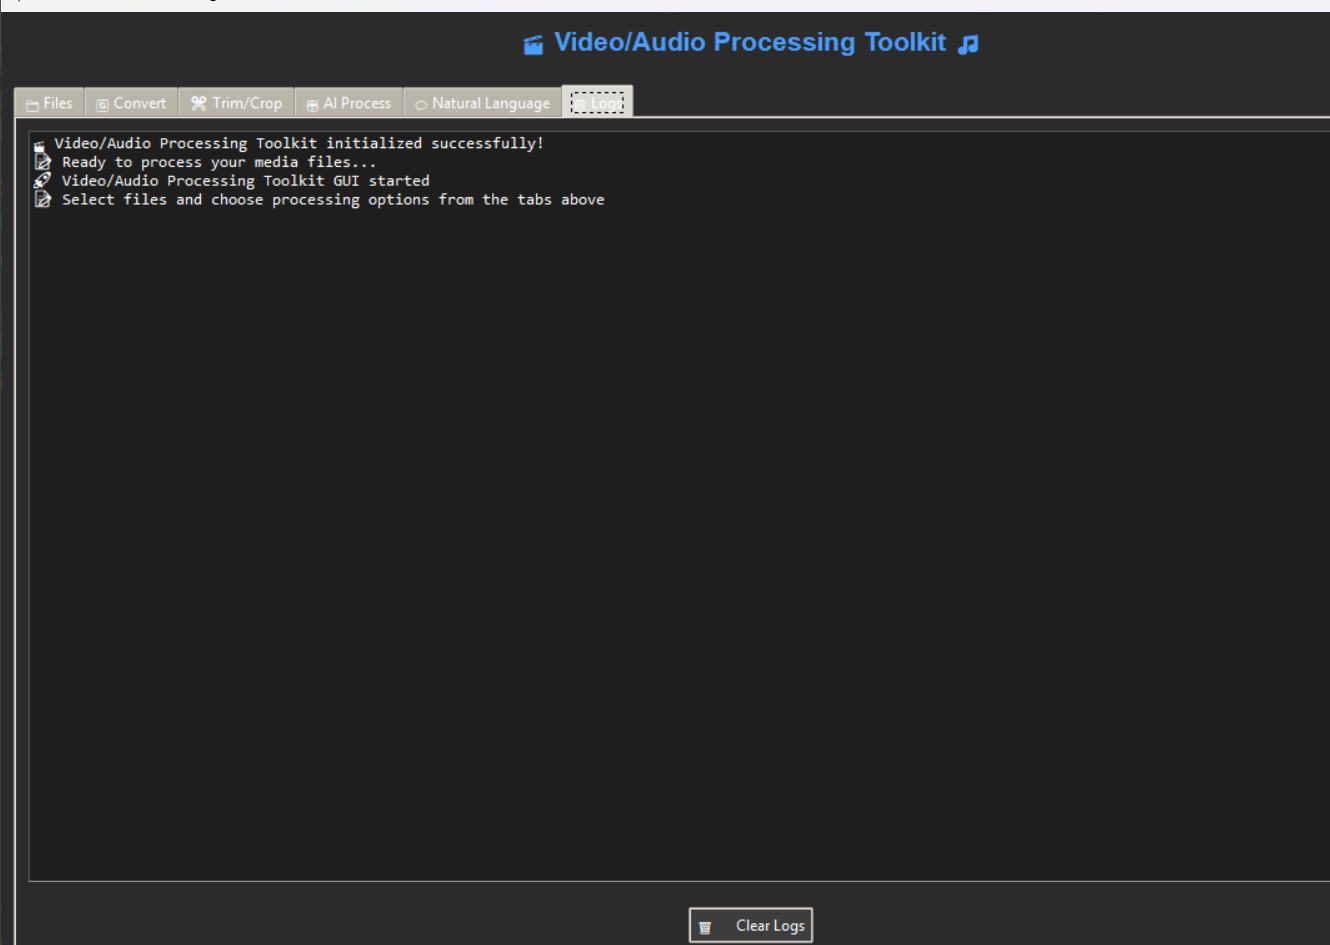 Video/Audio Processing Toolkit
Files
Convert
Trim/Crop
AI Process
Natural Language
Logs
Video/Audio Processing Toolkit initialized successfully!
Ready to process your media files...
Video/Audio Processing Toolkit GUI started
Select files and choose processing options from the tabs above
Clear Logs